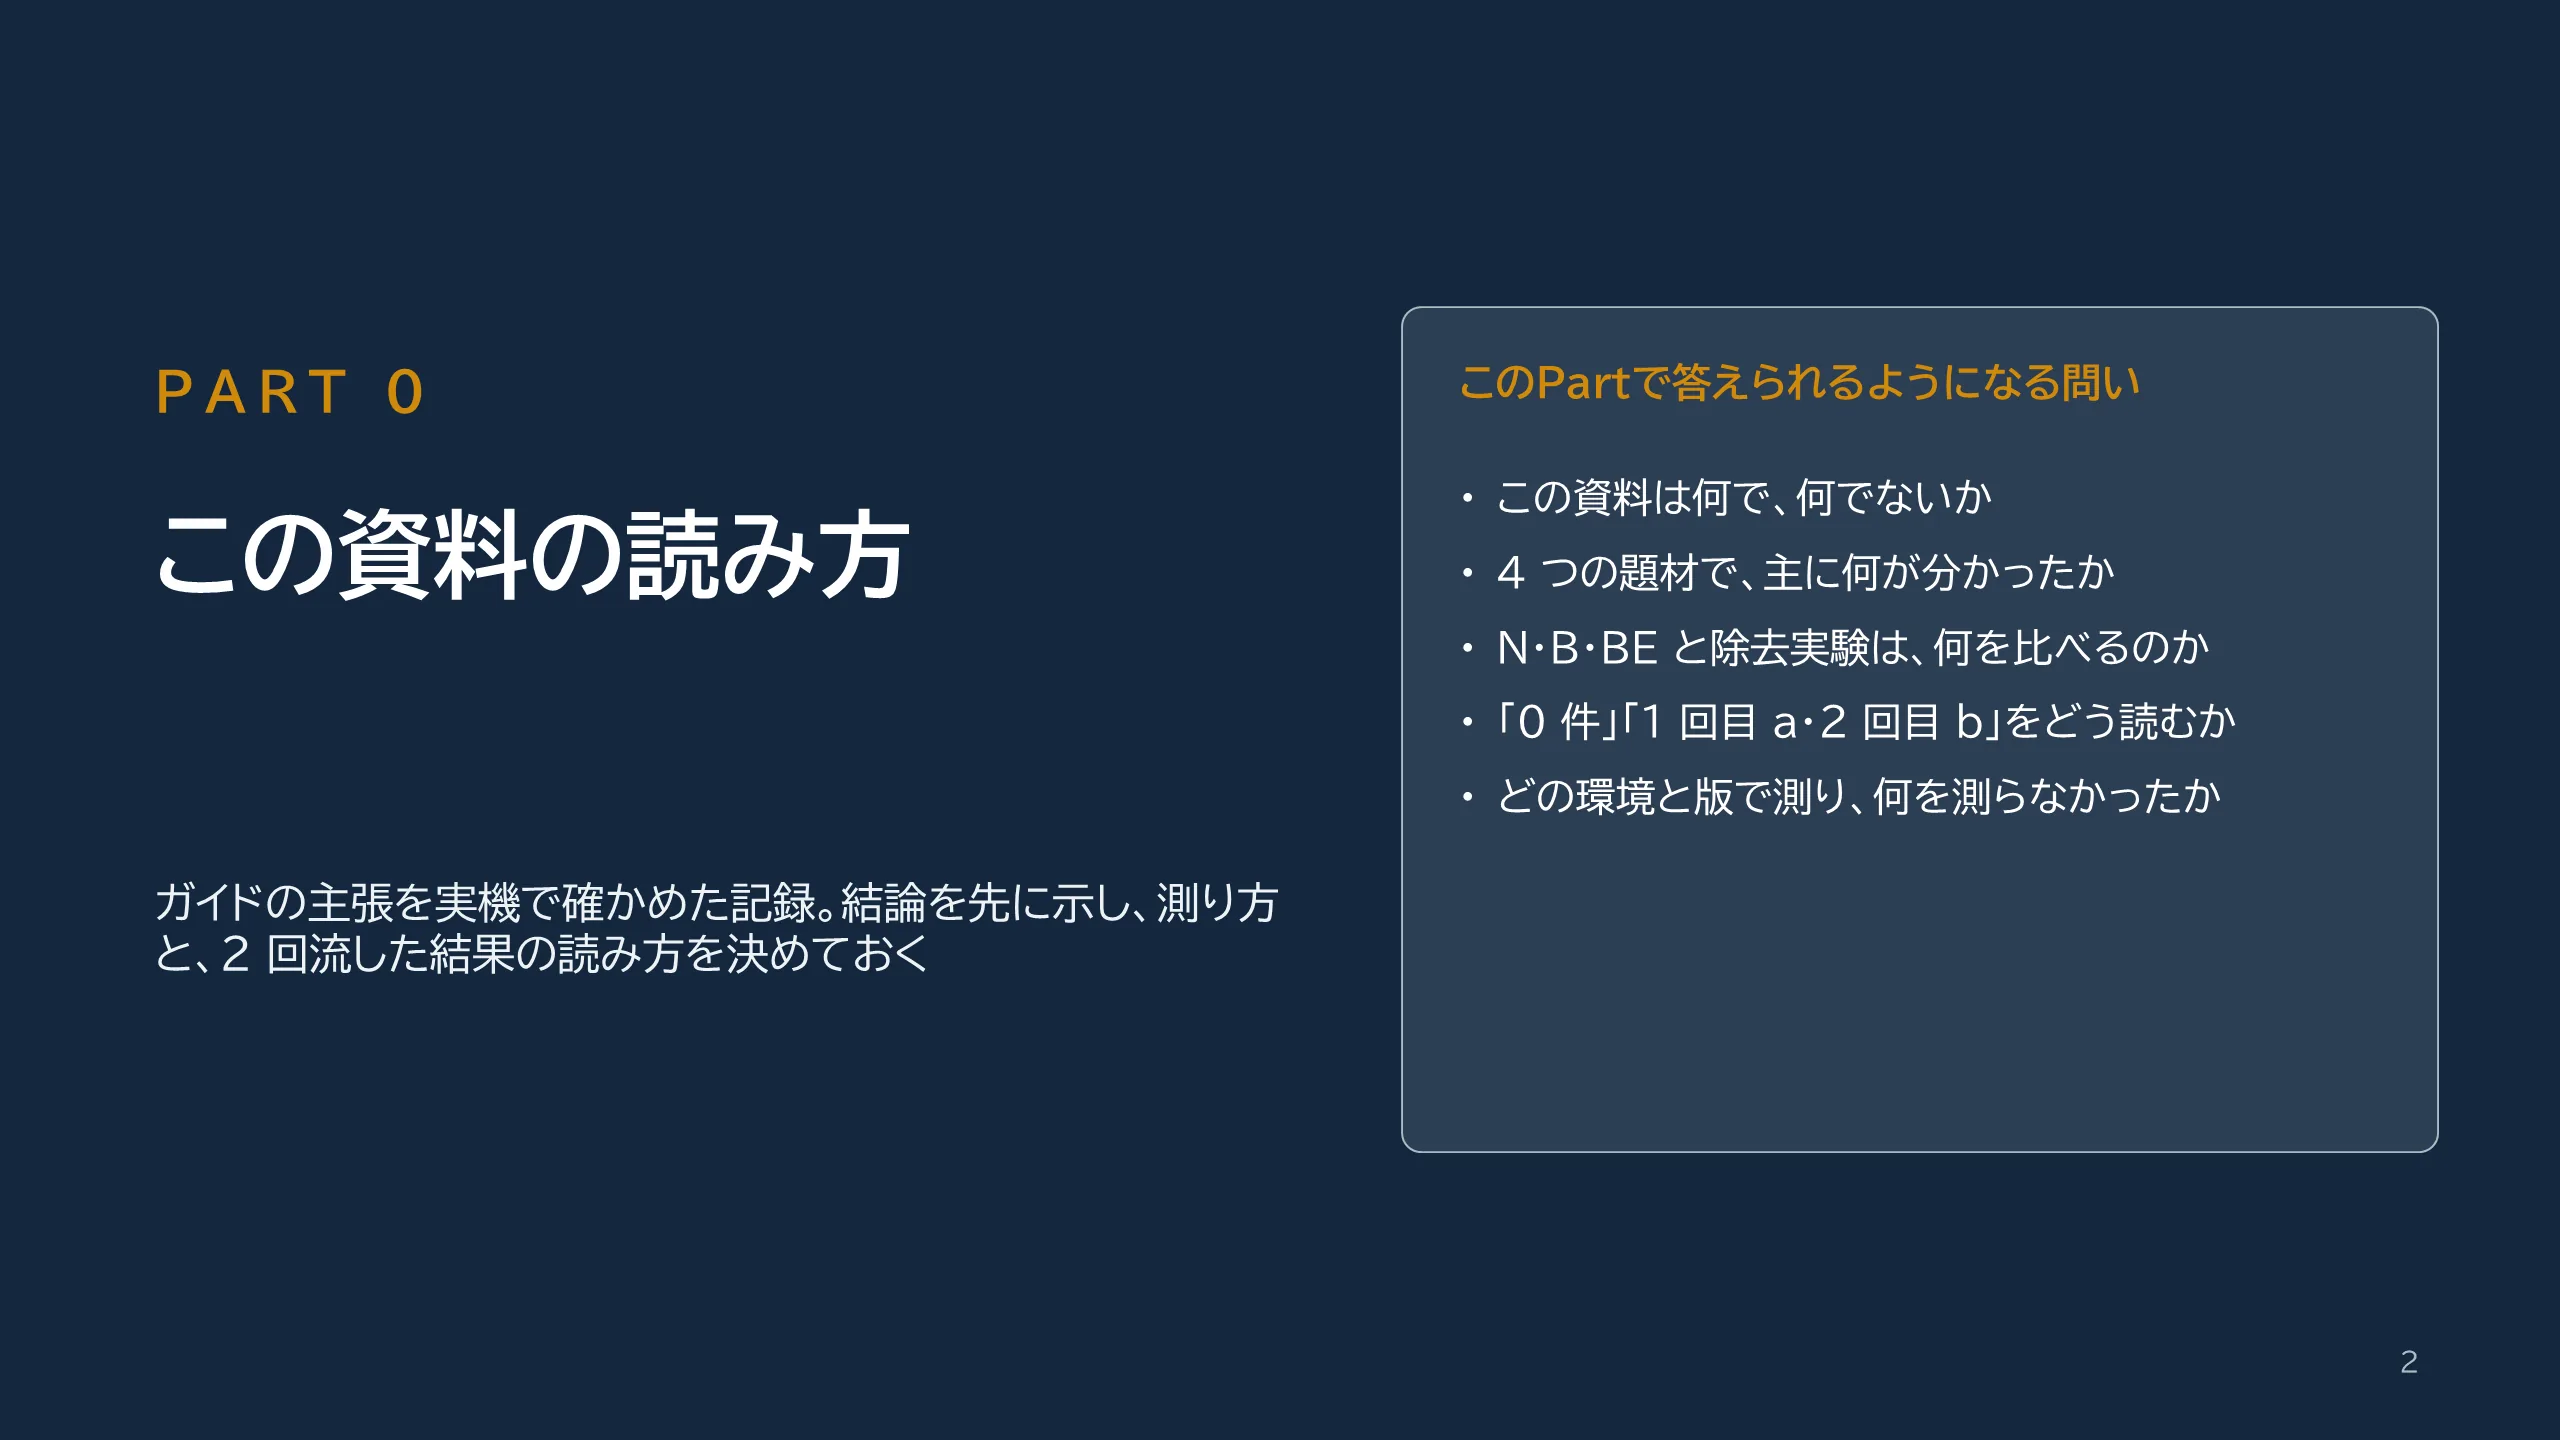 PART 0
この資料の読み方
ガイドの主張を実機で確かめた記録。結論を先に示し、測り方
と、2 回流した結果の読み方を決めておく
このPartで答えられるようになる問い
• この資料は何で、何でないか
• 4 つの題材で、主に何が分かったか
• N・B・BE と除去実験は、何を比べるのか
• 「0 件」「1 回目 a・2 回目 b」をどう読むか
• どの環境と版で測り、何を測らなかったか
2